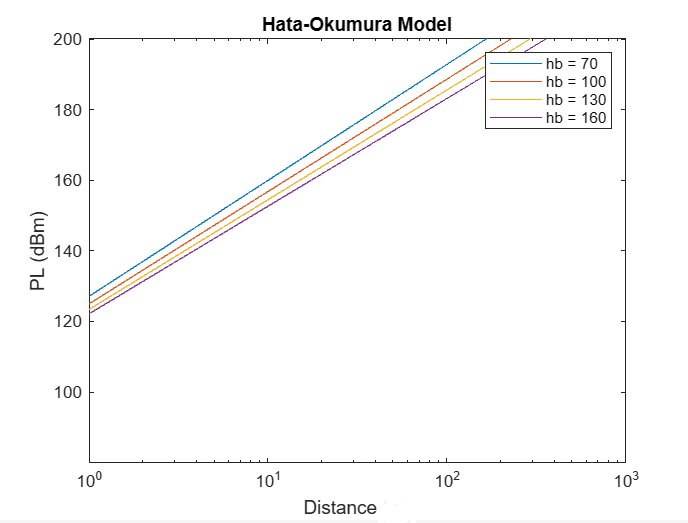 Hata-Okumura Model
PL (dBm)
200
180
160
140
120
100
hb = 70
hb = 100
hb = 130
hb = 160
10^0
10^1
10^2
10^3
Distance